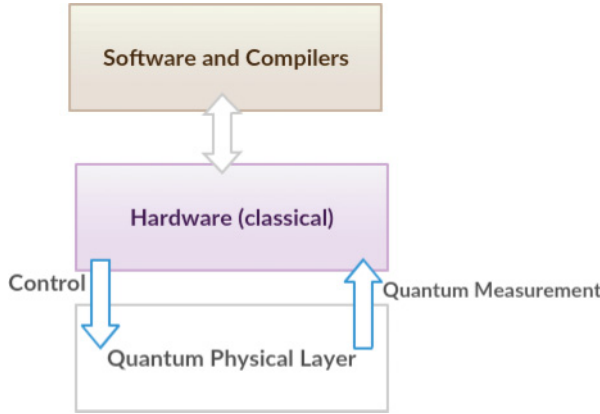 Software and Compilers
Hardware (classical)
Control
Quantum Measurement
Quantum Physical Layer